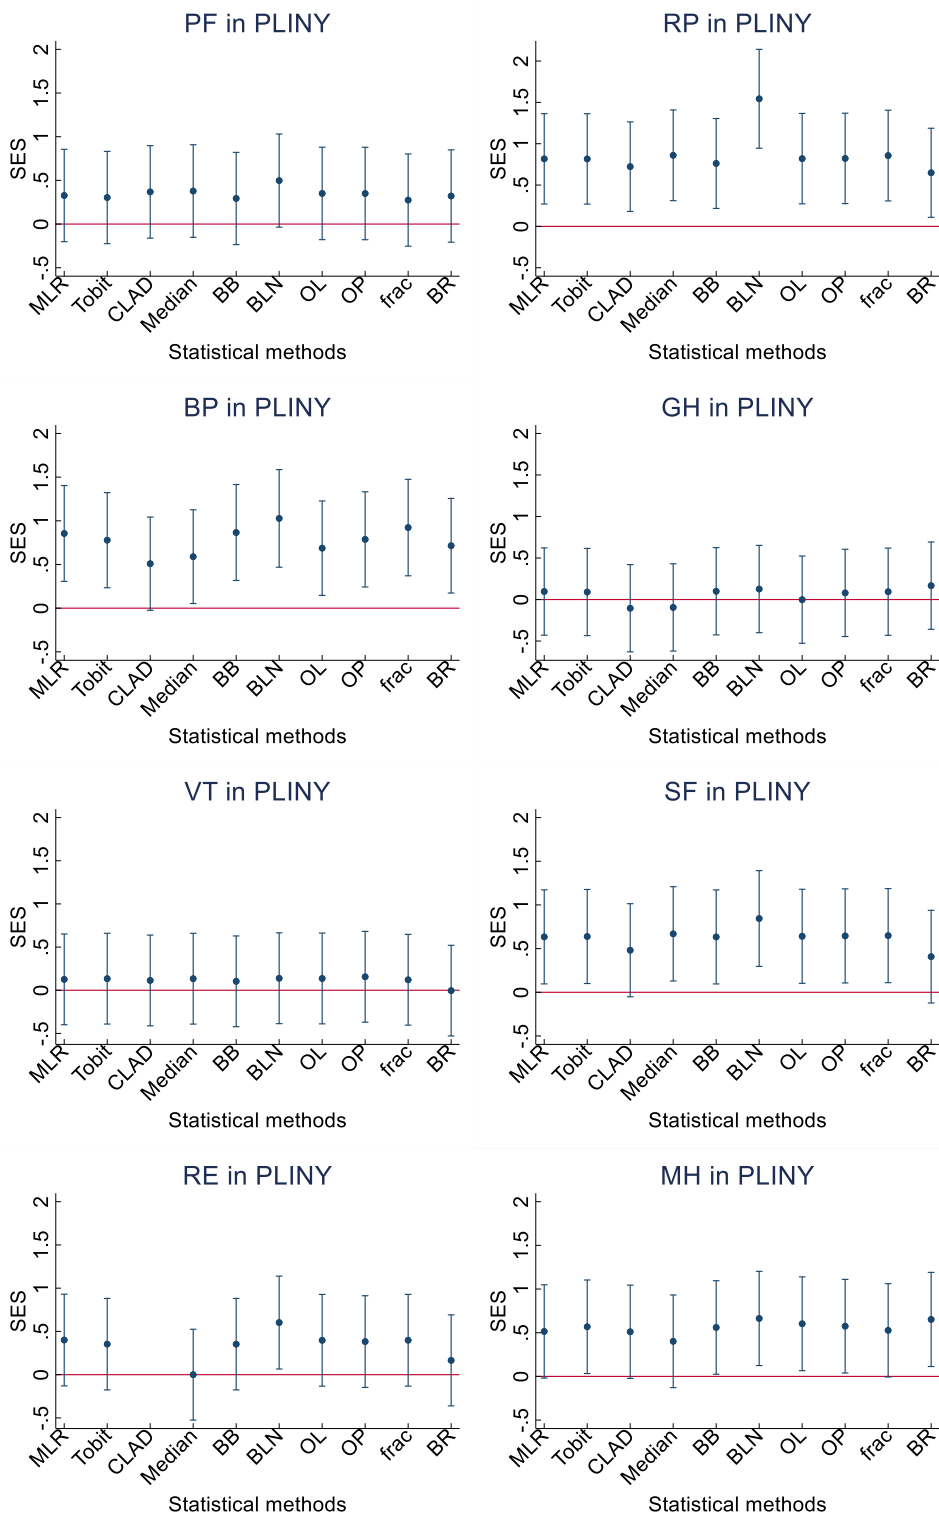 PF in PLINY
SES
2
1.5
1
.5
0
-.5
MLR
Tobit
CLAD
Median
BB
BLN
OL
OP
frac
BR
Statistical methods
RP in PLINY
SES
2
1.5
1
.5
0
-.5
MLR
Tobit
CLAD
Median
BB
BLN
OL
OP
frac
BR
Statistical methods
BP in PLINY
SES
2
1.5
1
.5
0
-.5
MLR
Tobit
CLAD
Median
BB
BLN
OL
OP
frac
BR
Statistical methods
GH in PLINY
SES
2
1.5
1
.5
0
-.5
MLR
Tobit
CLAD
Median
BB
BLN
OL
OP
frac
BR
Statistical methods
VT in PLINY
SES
2
1.5
1
.5
0
-.5
MLR
Tobit
CLAD
Median
BB
BLN
OL
OP
frac
BR
Statistical methods
SF in PLINY
SES
2
1.5
1
.5
0
-.5
MLR
Tobit
CLAD
Median
BB
BLN
OL
OP
frac
BR
Statistical methods
RE in PLINY
SES
2
1.5
1
.5
0
-.5
MLR
Tobit
CLAD
Median
BB
BLN
OL
OP
frac
BR
Statistical methods
MH in PLINY
SES
2
1.5
1
.5
0
-.5
MLR
Tobit
CLAD
Median
BB
BLN
OL
OP
frac
BR
Statistical methods